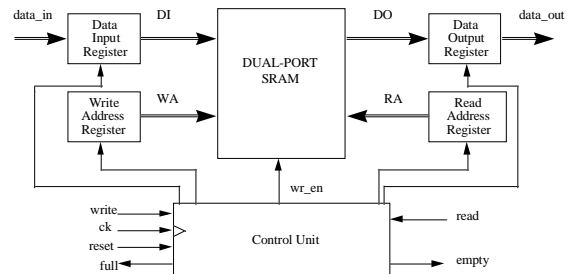 data_in
Data
Input
Register
DI
DUAL-PORT
SRAM
DO
Data
Output
Register
data_out
Write
Address
Register
WA
RA
Read
Address
Register
wr_en
write
ck
reset
full
Control Unit
read
empty